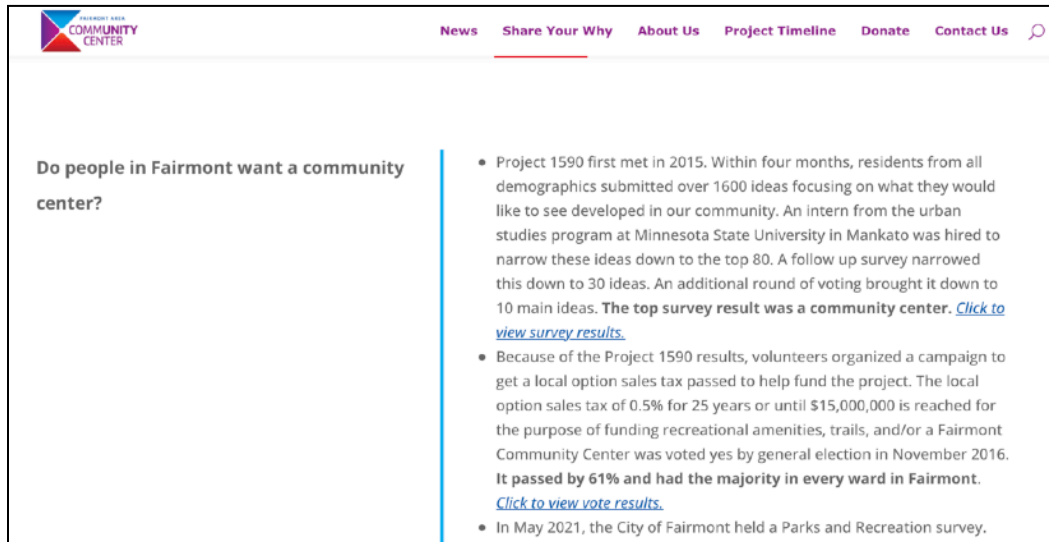 FAIRMONT AREA
COMMUNITY
CENTER
News Share Your Why About Us Project Timeline Donate Contact Us
Do people in Fairmont want a community
center?
• Project 1590 first met in 2015. Within four months, residents from all
demographics submitted over 1600 ideas focusing on what they would
like to see developed in our community. An intern from the urban
studies program at Minnesota State University in Mankato was hired to
narrow these ideas down to the top 80. A follow up survey narrowed
this down to 30 ideas. An additional round of voting brought it down to
10 main ideas. The top survey result was a community center. Click to
view survey results.
• Because of the Project 1590 results, volunteers organized a campaign to
get a local option sales tax passed to help fund the project. The local
option sales tax of 0.5% for 25 years or until $15,000,000 is reached for
the purpose of funding recreational amenities, trails, and/or a Fairmont
Community Center was voted yes by general election in November 2016.
It passed by 61% and had the majority in every ward in Fairmont.
Click to view vote results.
• In May 2021, the City of Fairmont held a Parks and Recreation survey.